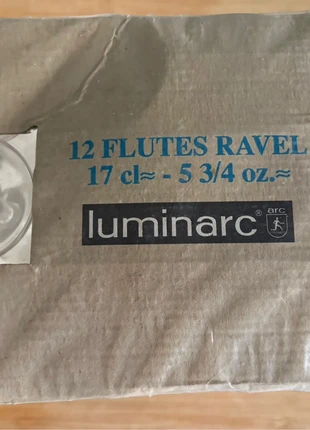 12 FLUTES RAVEL
17 cl≈ - 5 3/4 oz.≈
luminarc® arc